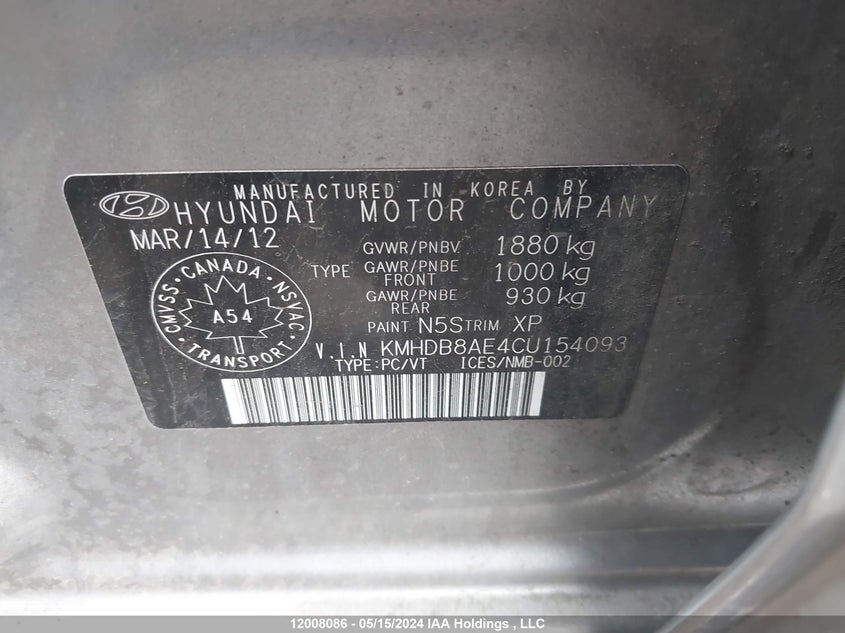 MANUFACTURED IN KOREA BY
HYUNDAI MOTOR COMPANY
MAR/14/12
GVWR/PNBV 1880 kg
TYPE GAWR/PNBE FRONT 1000 kg
GAWR/PNBE REAR 930 kg
PAINT N5S TRIM XP
CANADA
CMVSS NSVAC
A54
TRANSPORT
V.I.N KMHDB8AE4CU154093
TYPE:PC/VT ICES/NMB-002
12008086 - 05/15/2024 IAA Holdings , LLC